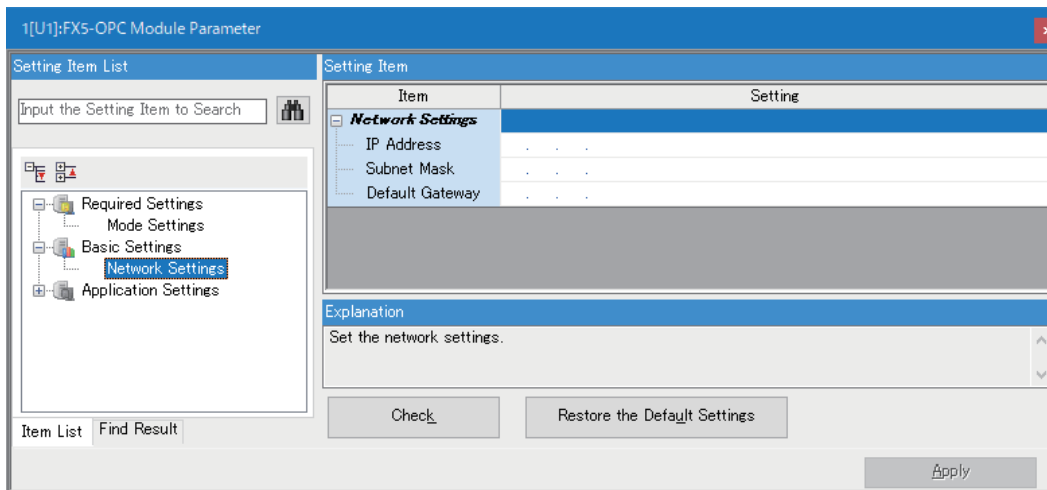 1[U1]:FX5-OPC Module Parameter
Setting Item List
Input the Setting Item to Search
Required Settings
Mode Settings
Basic Settings
Network Settings
Application Settings
Item List
Find Result
Setting Item
Item Setting
Network Settings
IP Address . . .
Subnet Mask . . .
Default Gateway . . .
Explanation
Set the network settings.
Check Restore the Default Settings
Apply